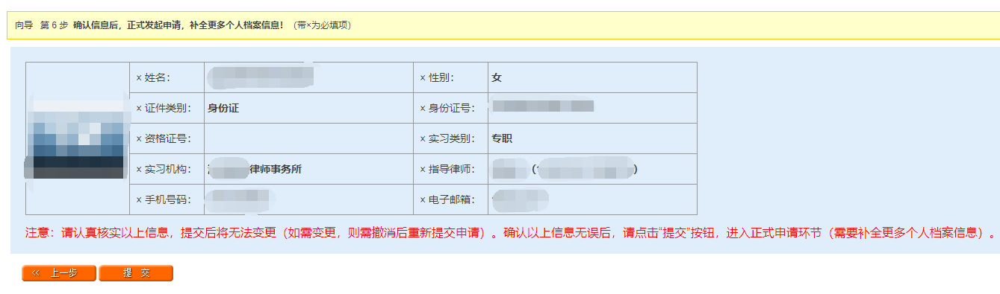 向导 第 6 步 确认信息后，正式发起申请，补全更多个人档案信息！（带×为必填项）
× 姓名： × 性别： 女
× 证件类别： 身份证 × 身份证号：
× 资格证号： × 实习类别： 专职
× 实习机构： 律师事务所 × 指导律师： （ ）
× 手机号码： × 电子邮箱：
注意：请认真核实以上信息，提交后将无法变更（如需变更，则需撤消后重新提交申请）。确认以上信息无误后，请点击“提交”按钮，进入正式申请环节（需要补全更多个人档案信息）。
<< 上一步 提 交